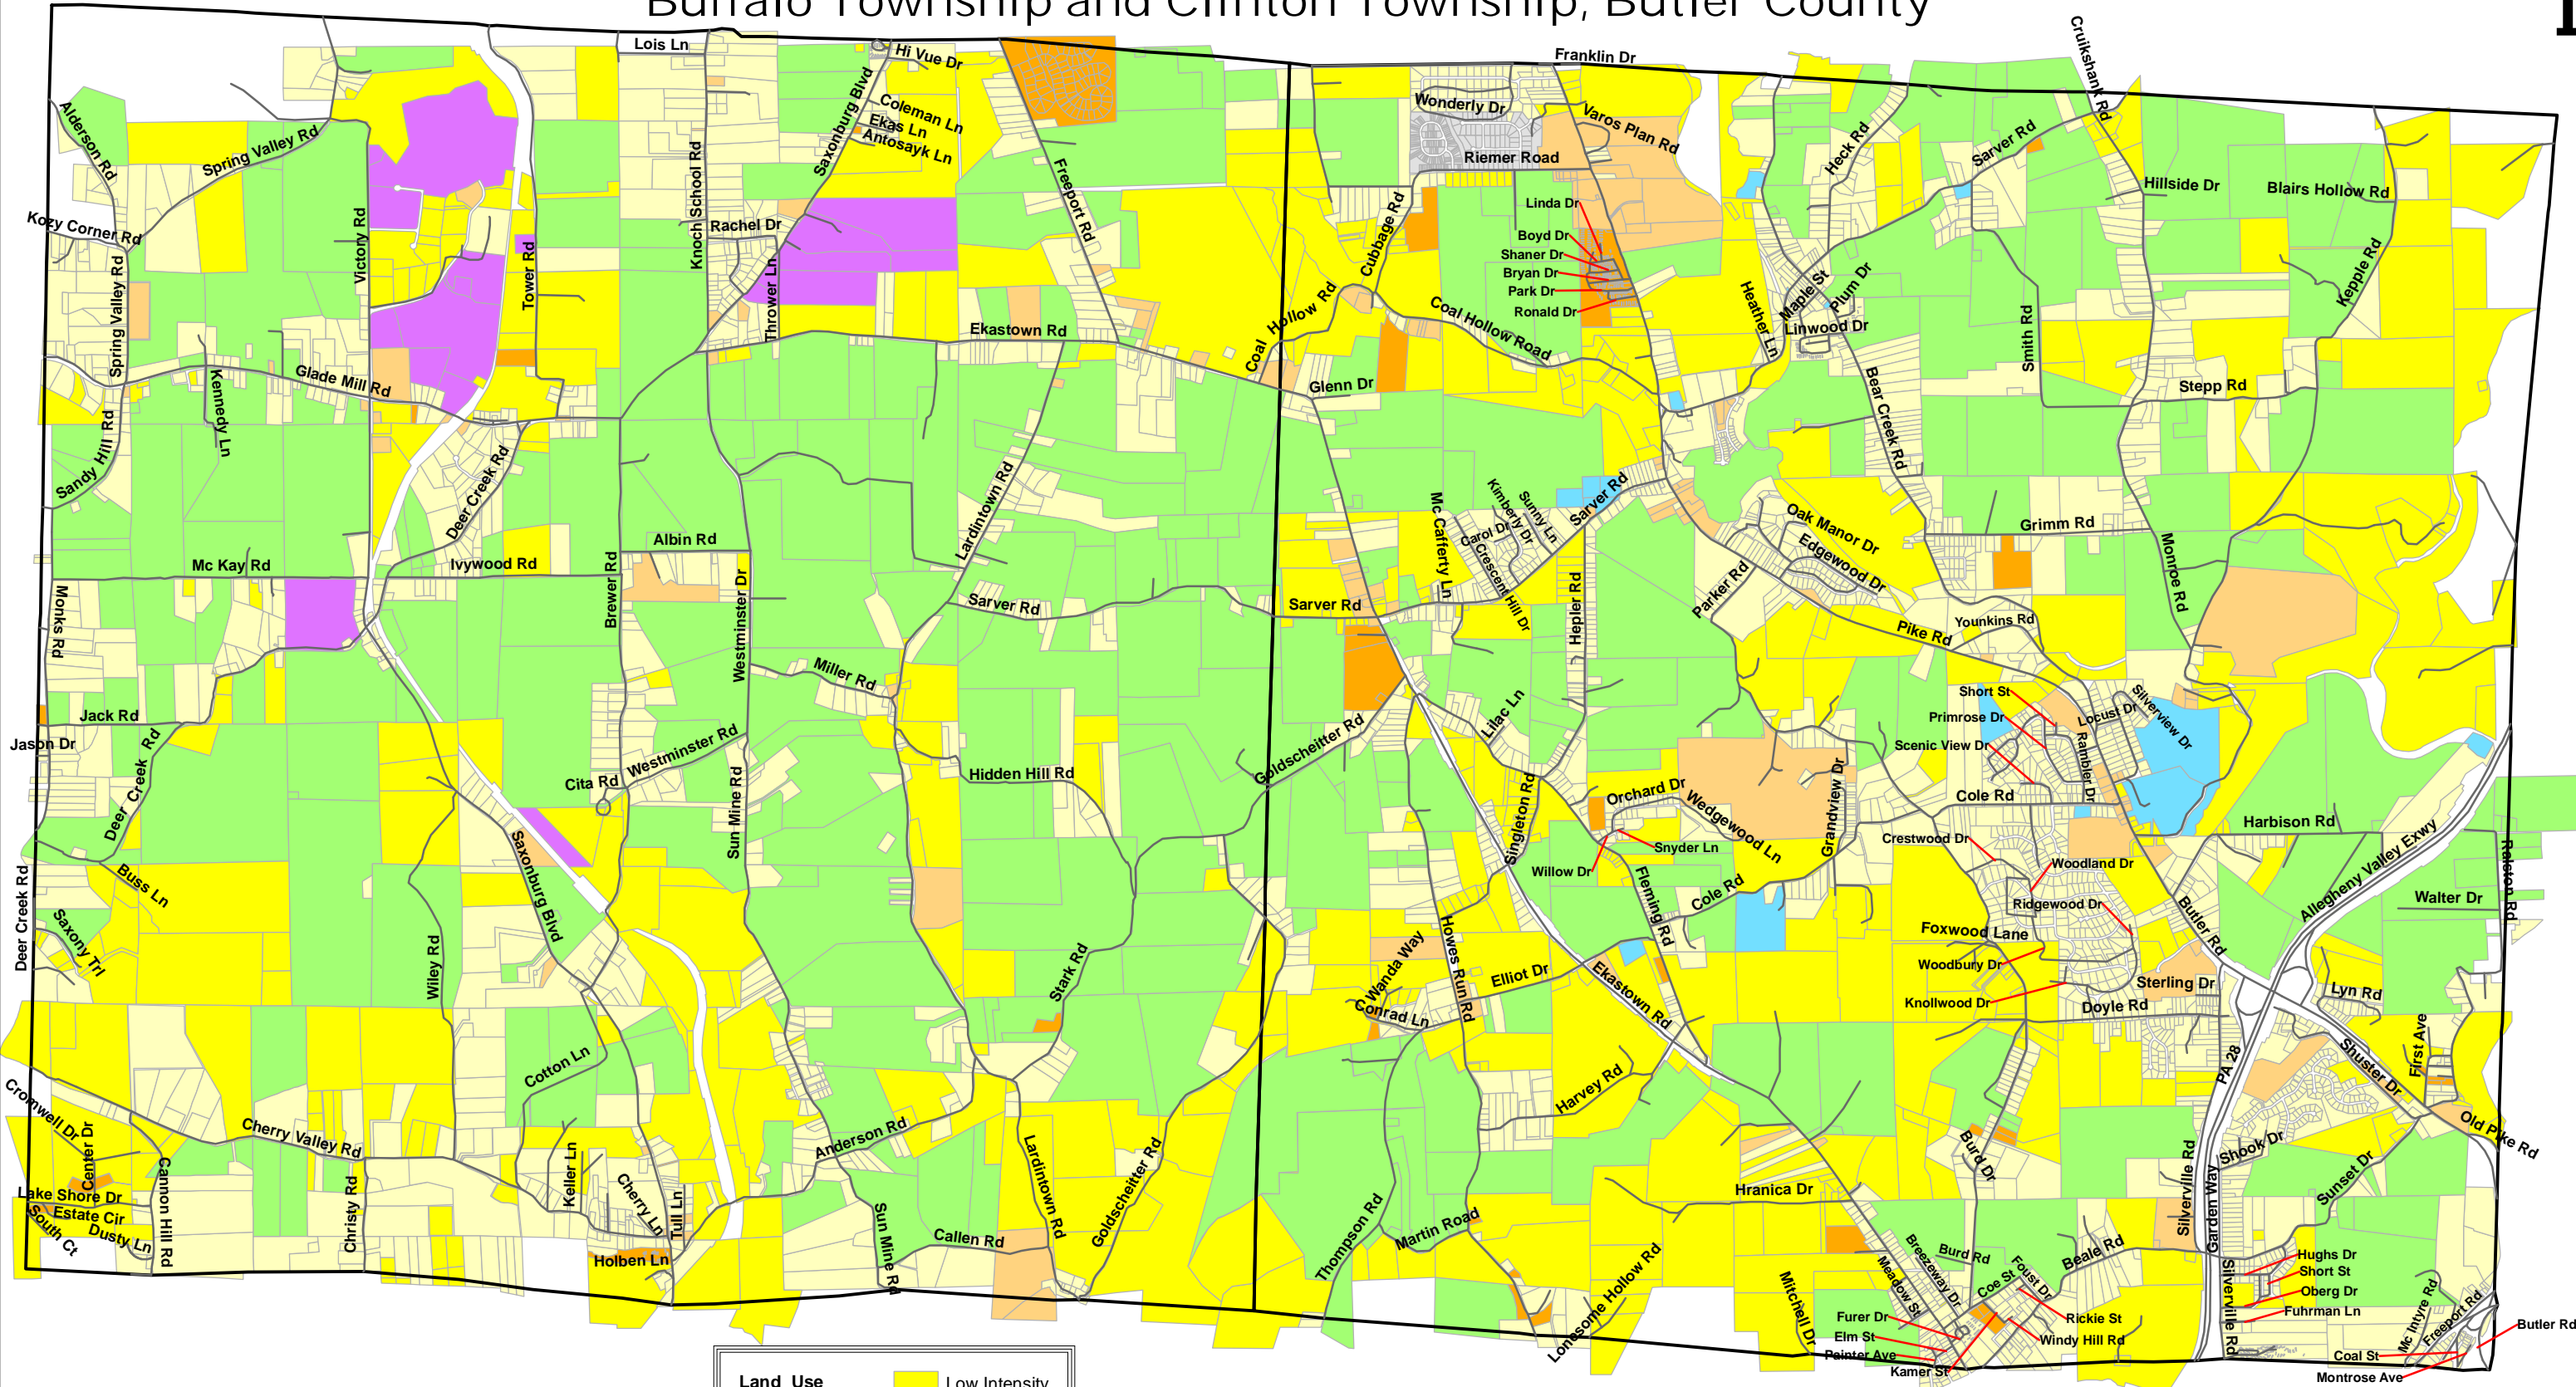 Buffalo Township and Clinton Township, Butler County
Lois Ln
Hi Vue Dr
Franklin Dr
Cruikshank Rd
Alderson Rd
Spring Valley Rd
Saxonburg Blvd
Coleman Ln
Ekas Ln
Antosayk Ln
Wonderly Dr
Varos Plan Rd
Riemer Road
Heck Rd
Sarver Rd
Hillside Dr
Blairs Hollow Rd
Kozy Corner Rd
Victory Rd
Tower Rd
Knoch School Rd
Rachel Dr
Thrower Ln
Freeport Rd
Cubbage Rd
Linda Dr
Boyd Dr
Shaner Dr
Bryan Dr
Park Dr
Ronald Dr
Heather Ln
Maple St
Plum Dr
Linwood Dr
Smith Rd
Kepple Rd
Spring Valley Rd
Ekastown Rd
Coal Hollow Rd
Coal Hollow Road
Glenn Dr
Bear Creek Rd
Stepp Rd
Kennedy Ln
Glade Mill Rd
Sandy Hill Rd
Deer Creek Rd
Lardintown Rd
Mc Cafferty Ln
Kimberly Dr
Sunny Ln
Carol Dr
Crescent Hill Dr
Sarver Rd
Oak Manor Dr
Edgewood Dr
Grimm Rd
Monroe Rd
Mc Kay Rd
Ivywood Rd
Albin Rd
Brewer Rd
Westminster Dr
Monks Rd
Sarver Rd
Sarver Rd
Hepler Rd
Parker Rd
Pike Rd
Younkins Rd
Miller Rd
Jack Rd
Jason Dr
Deer Creek Rd
Westminster Rd
Cita Rd
Sun Mine Rd
Hidden Hill Rd
Goldscheitter Rd
Lilac Ln
Short St
Primrose Dr
Scenic View Dr
Locust Dr
Silverview Dr
Rambler Dr
Singleton Rd
Orchard Dr
Wedgewood Ln
Grandview Dr
Cole Rd
Harbison Rd
Snyder Ln
Willow Dr
Crestwood Dr
Woodland Dr
Ridgewood Dr
Allegheny Valley Exwy
Ralston Rd
Walter Dr
Buss Ln
Saxony Trl
Deer Creek Rd
Saxonburg Blvd
Wiley Rd
Stark Rd
Wanda Way
Howes Run Rd
Elliot Dr
Fleming Rd
Cole Rd
Foxwood Lane
Woodbury Dr
Knollwood Dr
Butler Rd
Sterling Dr
Doyle Rd
Lyn Rd
Conrad Ln
Ekastown Rd
Cotton Ln
PA 28
Shuster Dr
First Ave
Old Pike Rd
Harvey Rd
Cromwell Dr
Center Dr
Cherry Valley Rd
Anderson Rd
Burd Dr
Shook Dr
Sunset Dr
Lake Shore Dr
Estate Cir
South Ct
Dusty Ln
Cannon Hill Rd
Christy Rd
Keller Ln
Cherry Ln
Tull Ln
Holben Ln
Sun Mine Rd
Callen Rd
Lardintown Rd
Goldscheitter Rd
Thompson Rd
Martin Road
Lonesome Hollow Rd
Hranica Dr
Mitchell Dr
Meadow St
Breezeway Dr
Burd Rd
Coe St
Foust Dr
Beale Rd
Silverville Rd
Garden Way
Silverville Rd
Hughs Dr
Short St
Oberg Dr
Fuhrman Ln
Furer Dr
Elm St
Painter Ave
Kamer St
Rickie St
Windy Hill Rd
Mc Intyre Rd
Freeport Rd
Butler Rd
Coal St
Montrose Ave
Land Use
Low Intensity